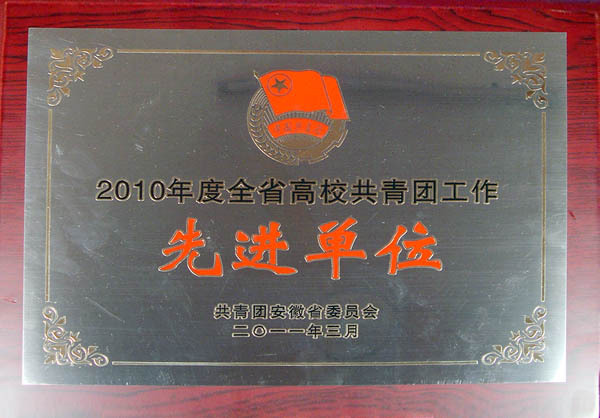 2010年度全省高校共青团工作
先进单位
共青团安徽省委员会
二〇一一年三月